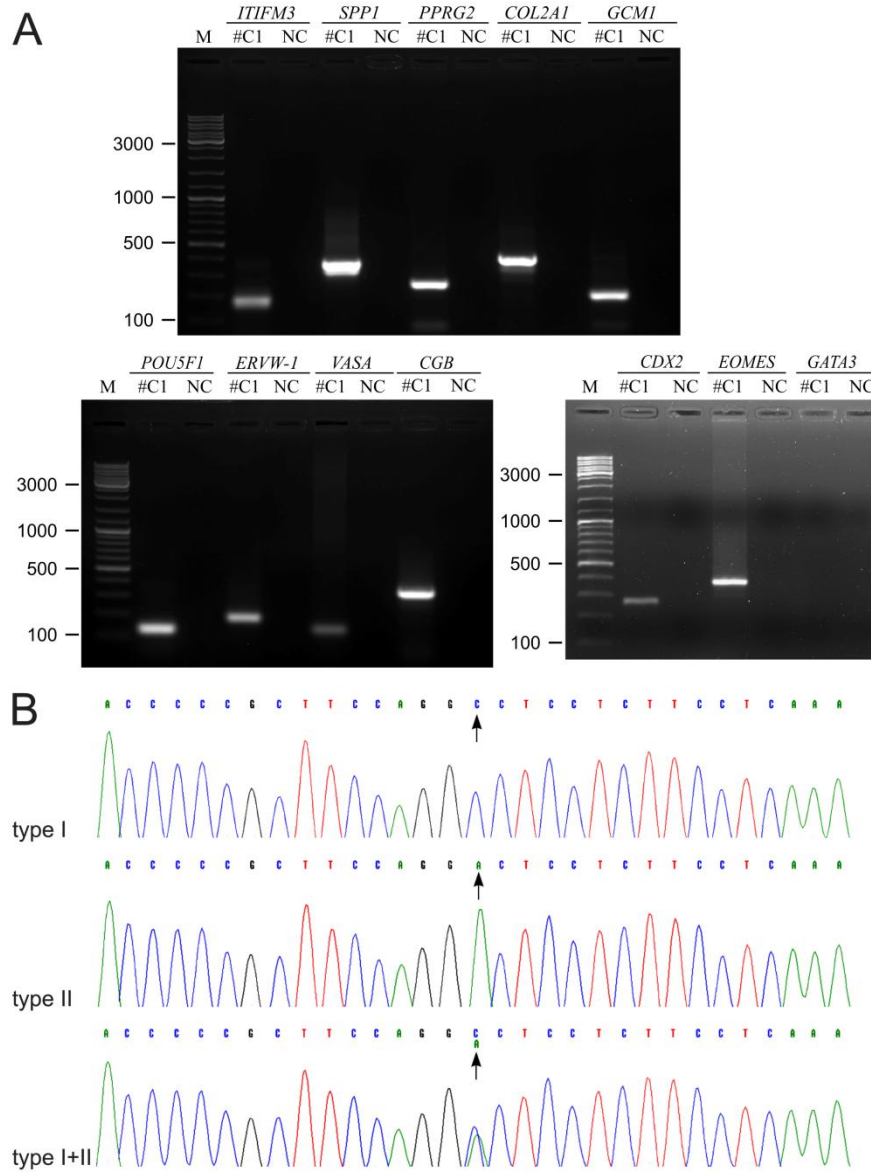 A
ITIFM3 SPP1 PPRG2 COL2A1 GCM1
M #C1 NC #C1 NC #C1 NC #C1 NC #C1 NC
3000
1000
500
100
POU5F1 ERVW-1 VASA CGB
M #C1 NC #C1 NC #C1 NC #C1 NC
3000
1000
500
100
CDX2 EOMES GATA3
M #C1 NC #C1 NC #C1 NC
3000
1000
500
100
B
A C C C C C G C T T C C A G G C C T C C T C T T C C T C A A A
type I
A C C C C C G C T T C C A G G A C T C C T C T T C C T C A A A
type II
A C C C C C G C T T C C A G G C C T C C T C T T C C T C A A A
A
type I+II